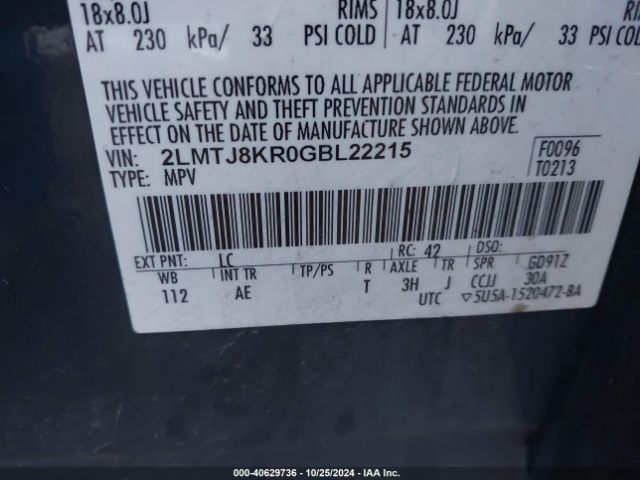 18x8.0J RIMS 18x8.0J RIMS
AT 230 kPa/ 33 PSI COLD AT 230 kPa/ 33 PSI COLD
THIS VEHICLE CONFORMS TO ALL APPLICABLE FEDERAL MOTOR
VEHICLE SAFETY AND THEFT PREVENTION STANDARDS IN
EFFECT ON THE DATE OF MANUFACTURE SHOWN ABOVE.
VIN: 2LMTJ8KR0GBL22215 F0096
TYPE: MPV T0213
EXT PNT: LC RC: 42 DSO:
WB INT TR TP/PS R AXLE TR SPR GD91Z
112 AE T 3H J CCJJ 30A
UTC ▽5U5A-1520472-BA
000-40629736 - 10/25/2024 - IAA Inc.